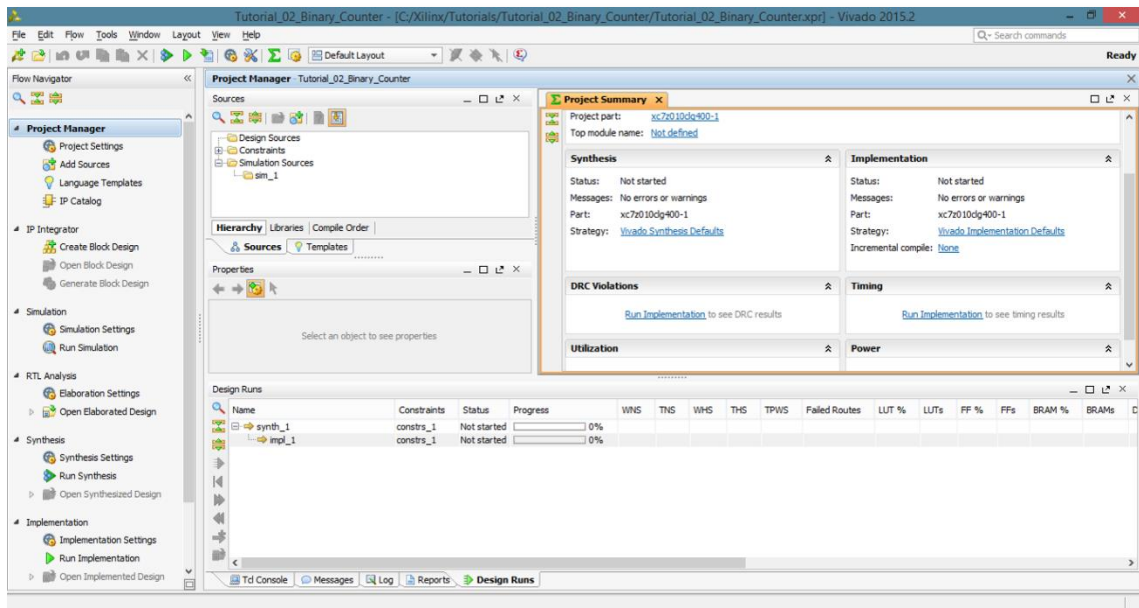 Tutorial_02_Binary_Counter - [C:/Xilinx/Tutorials/Tutorial_02_Binary_Counter/Tutorial_02_Binary_Counter.xpr] - Vivado 2015.2
File Edit Flow Tools Window Layout View Help
Search commands
Default Layout
Ready
Flow Navigator
Project Manager
Project Settings
Add Sources
Language Templates
IP Catalog
IP Integrator
Create Block Design
Open Block Design
Generate Block Design
Simulation
Simulation Settings
Run Simulation
RTL Analysis
Elaboration Settings
Open Elaborated Design
Synthesis
Synthesis Settings
Run Synthesis
Open Synthesized Design
Implementation
Implementation Settings
Run Implementation
Open Implemented Design
Project Manager - Tutorial_02_Binary_Counter
Sources
Design Sources
Constraints
Simulation Sources
sim_1
Hierarchy Libraries Compile Order
Sources Templates
Properties
Select an object to see properties
Project Summary
Project part: xc7z010clg400-1
Top module name: Not defined
Synthesis
Status: Not started
Messages: No errors or warnings
Part: xc7z010clg400-1
Strategy: Vivado Synthesis Defaults
Implementation
Status: Not started
Messages: No errors or warnings
Part: xc7z010clg400-1
Strategy: Vivado Implementation Defaults
Incremental compile: None
DRC Violations
Run Implementation to see DRC results
Timing
Run Implementation to see timing results
Utilization
Power
Design Runs
Name Constraints Status Progress WNS TNS WHS THS TPWS Failed Routes LUT % LUTs FF % FFs BRAM % BRAMs D
synth_1 constrs_1 Not started 0%
impl_1 constrs_1 Not started 0%
Tcl Console Messages Log Reports Design Runs